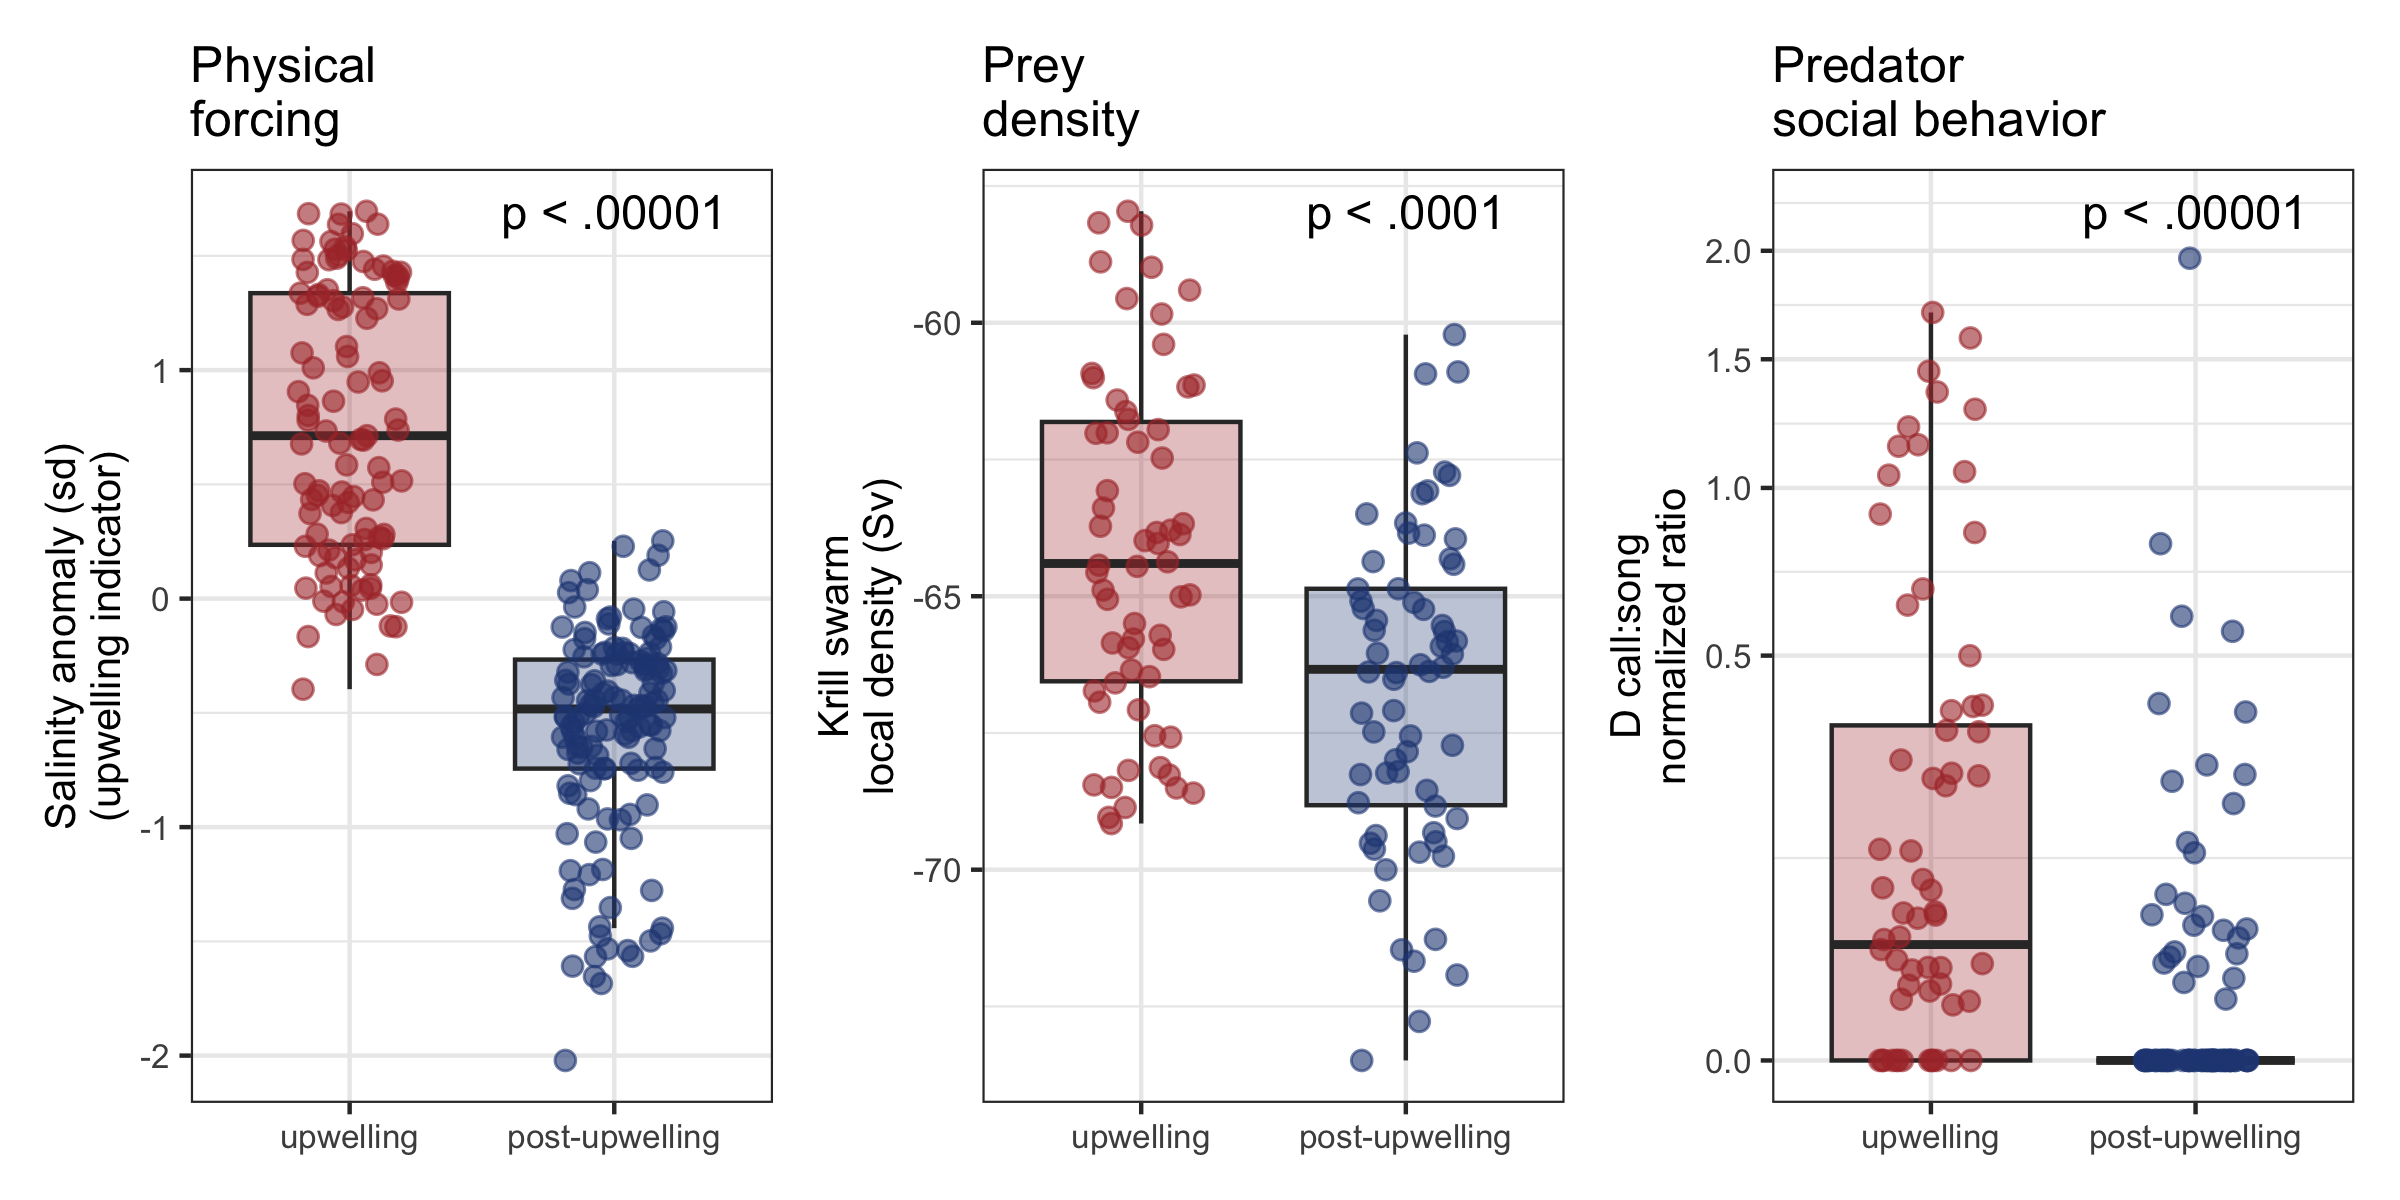 Physical
forcing
p < .00001
Salinity anomaly (sd)
(upwelling indicator)
1
0
-1
-2
upwelling
post-upwelling
Prey
density
p < .0001
Krill swarm
local density (Sv)
-60
-65
-70
upwelling
post-upwelling
Predator
social behavior
p < .00001
D call:song
normalized ratio
2.0
1.5
1.0
0.5
0.0
upwelling
post-upwelling